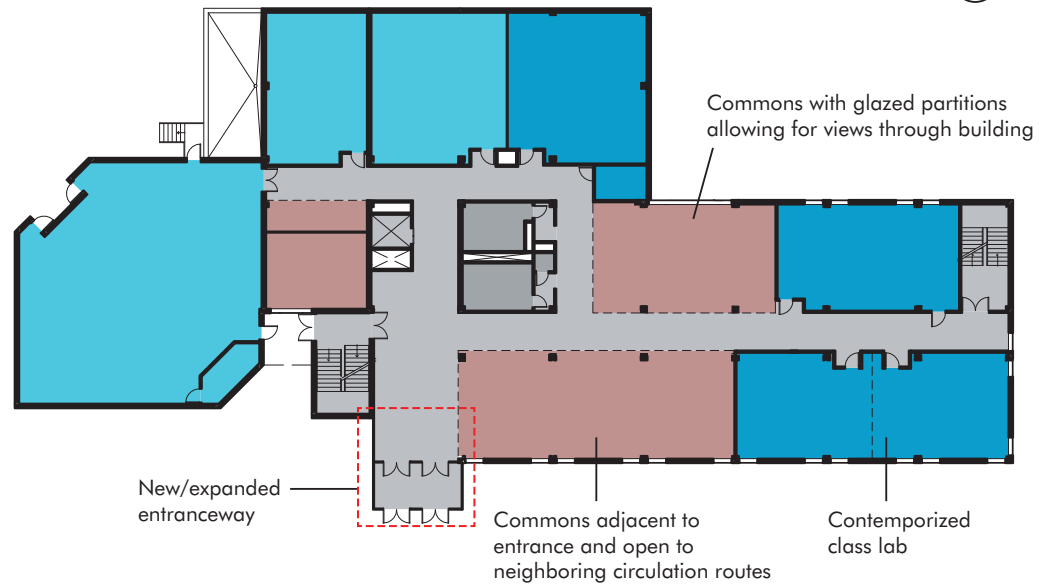 Commons with glazed partitions
allowing for views through building
New/expanded
entranceway
Commons adjacent to
entrance and open to
neighboring circulation routes
Contemporized
class lab